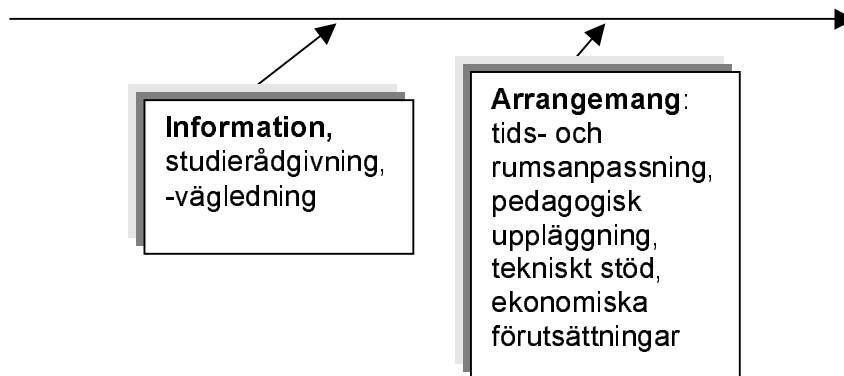 Information,
studierådgivning,
-vägledning
Arrangemang:
tids- och
rumsanpassning,
pedagogisk
uppläggning,
tekniskt stöd,
ekonomiska
förutsättningar